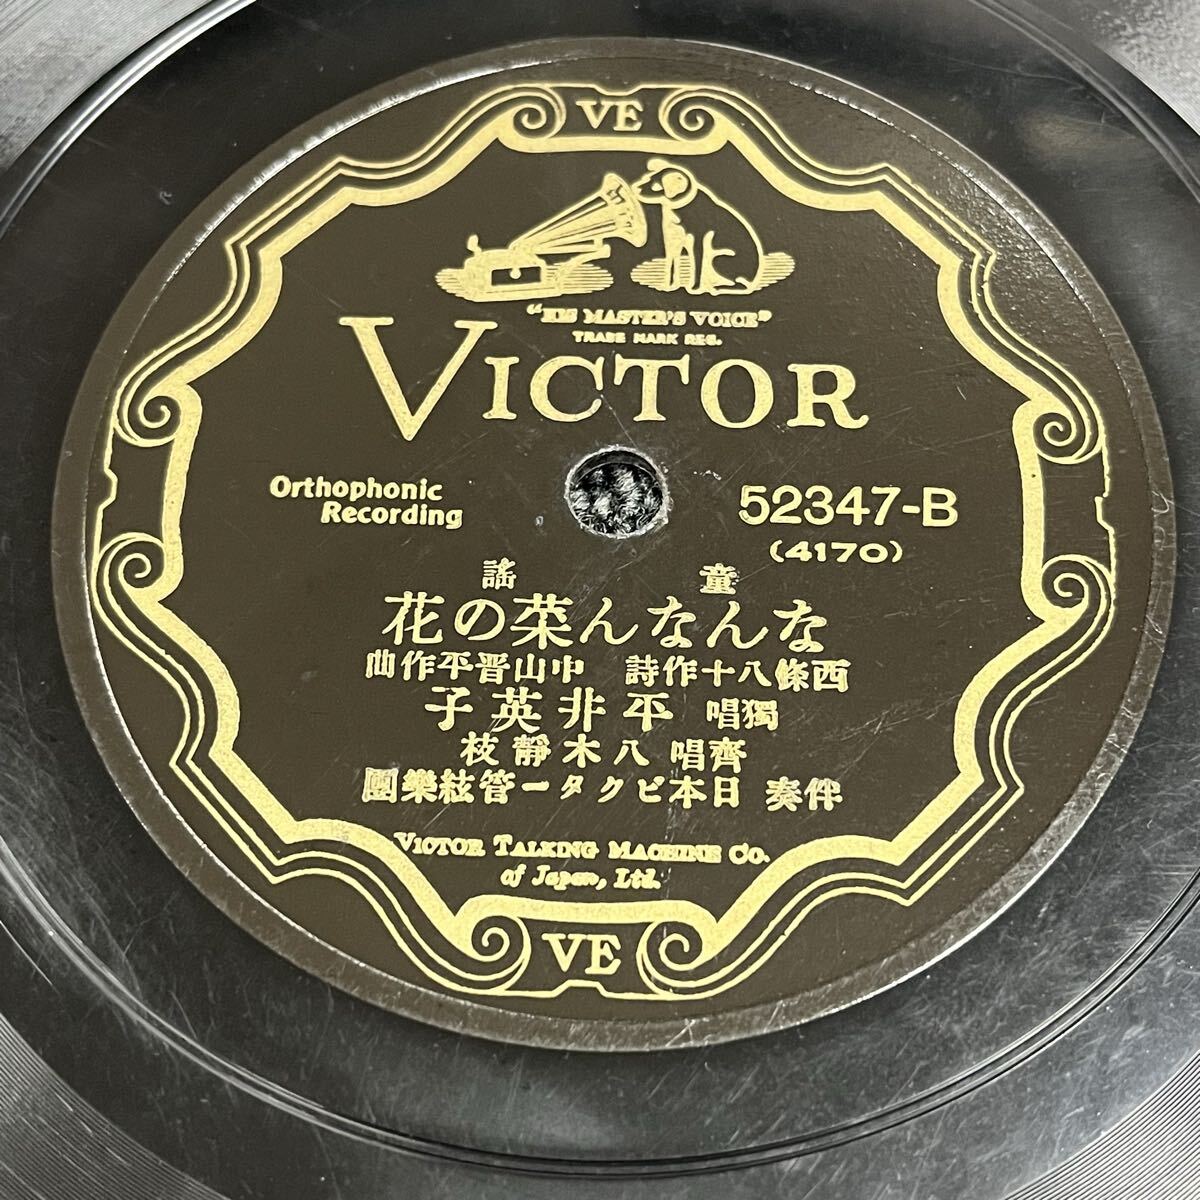 VE
"HIS MASTER'S VOICE"
TRADE MARK REG.
VICTOR
Orthophonic
Recording
52347-B
(4170)
童謠
なんなん菜の花
西條八十作詩 中山晋平作曲
獨唱 平井英子
齊唱 八木靜枝
伴奏 日本ビクター管絃樂團
VICTOR TALKING MACHINE CO.
of Japan, Ltd.
VE